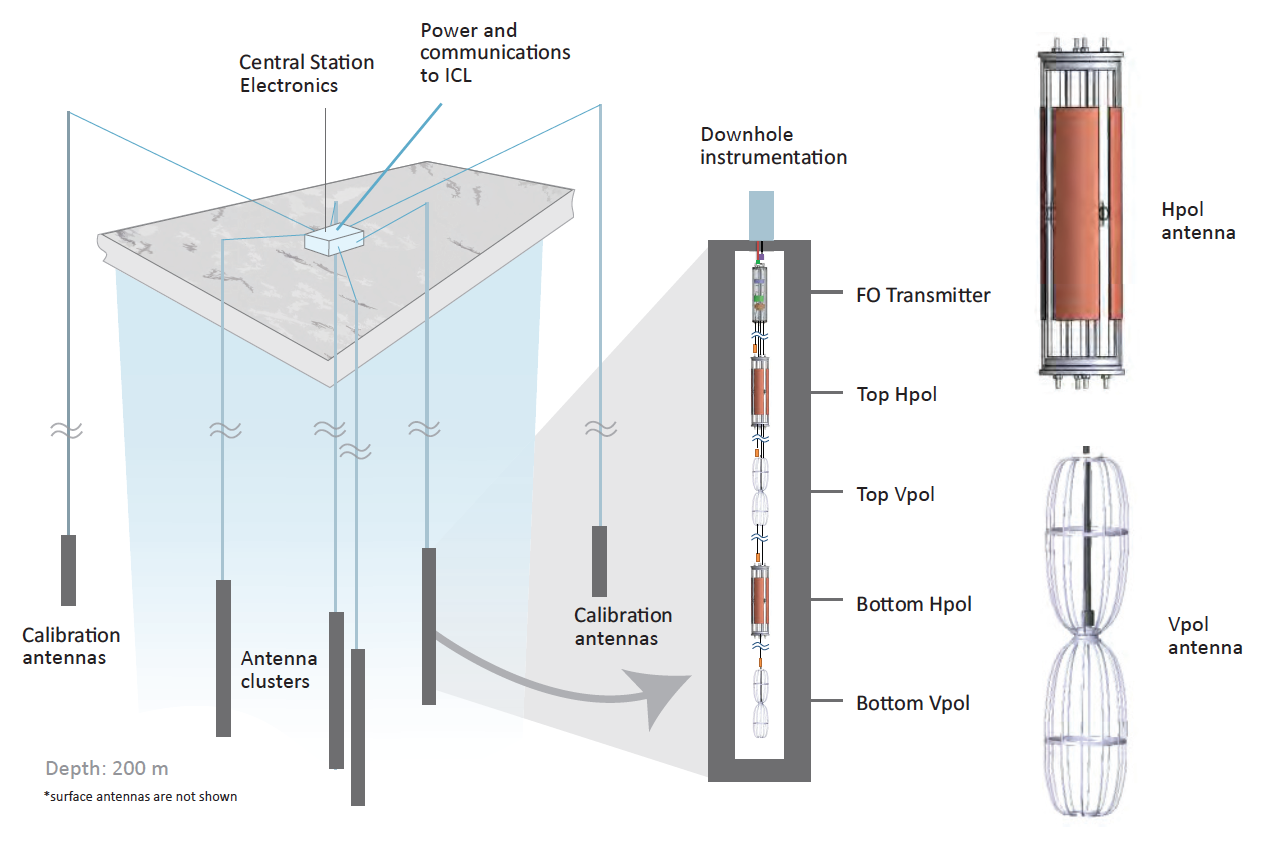 Power and
communications
to ICL
Central Station
Electronics
Downhole
instrumentation
Hpol
antenna
FO Transmitter
Top Hpol
Top Vpol
Bottom Hpol
Bottom Vpol
Vpol
antenna
Calibration
antennas
Antenna
clusters
Calibration
antennas
Depth: 200 m
*surface antennas are not shown